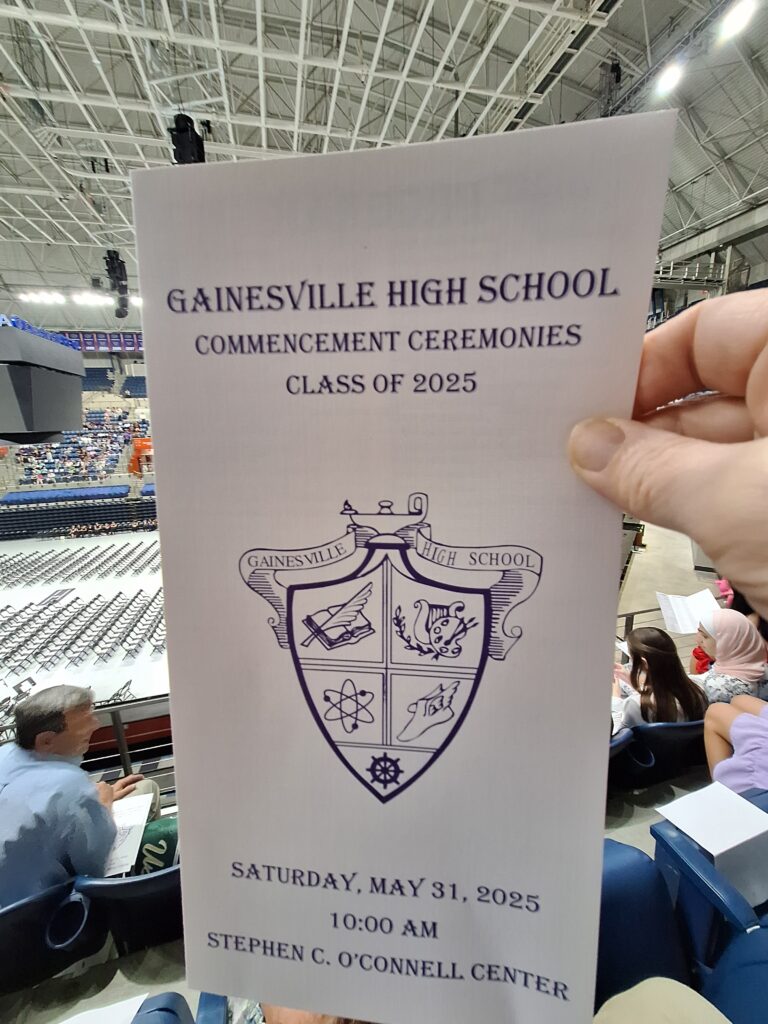 GAINESVILLE HIGH SCHOOL
COMMENCEMENT CEREMONIES
CLASS OF 2025
GAINESVILLE HIGH SCHOOL
SATURDAY, MAY 31, 2025
10:00 AM
STEPHEN C. O'CONNELL CENTER